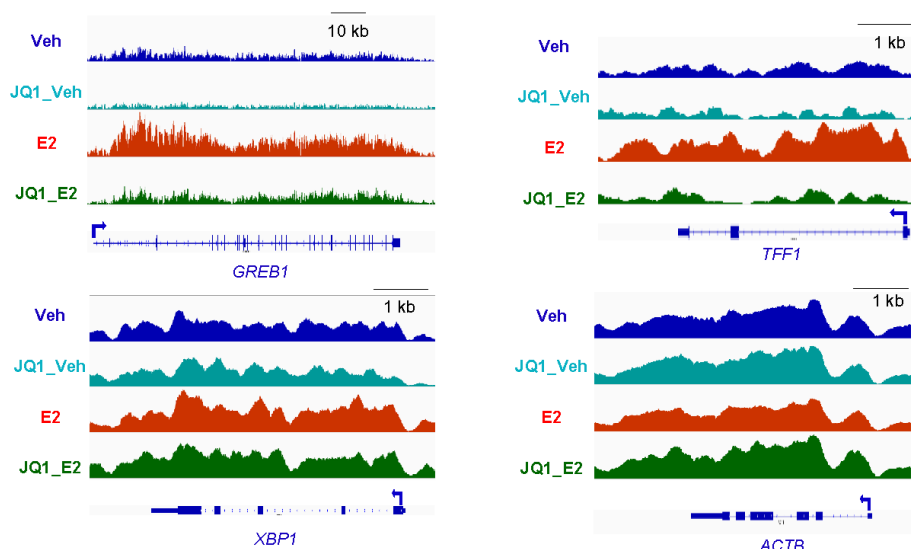 10 kb
Veh
JQ1_Veh
E2
JQ1_E2
GREB1
1 kb
Veh
JQ1_Veh
E2
JQ1_E2
TFF1
1 kb
Veh
JQ1_Veh
E2
JQ1_E2
XBP1
1 kb
Veh
JQ1_Veh
E2
JQ1_E2
ACTB